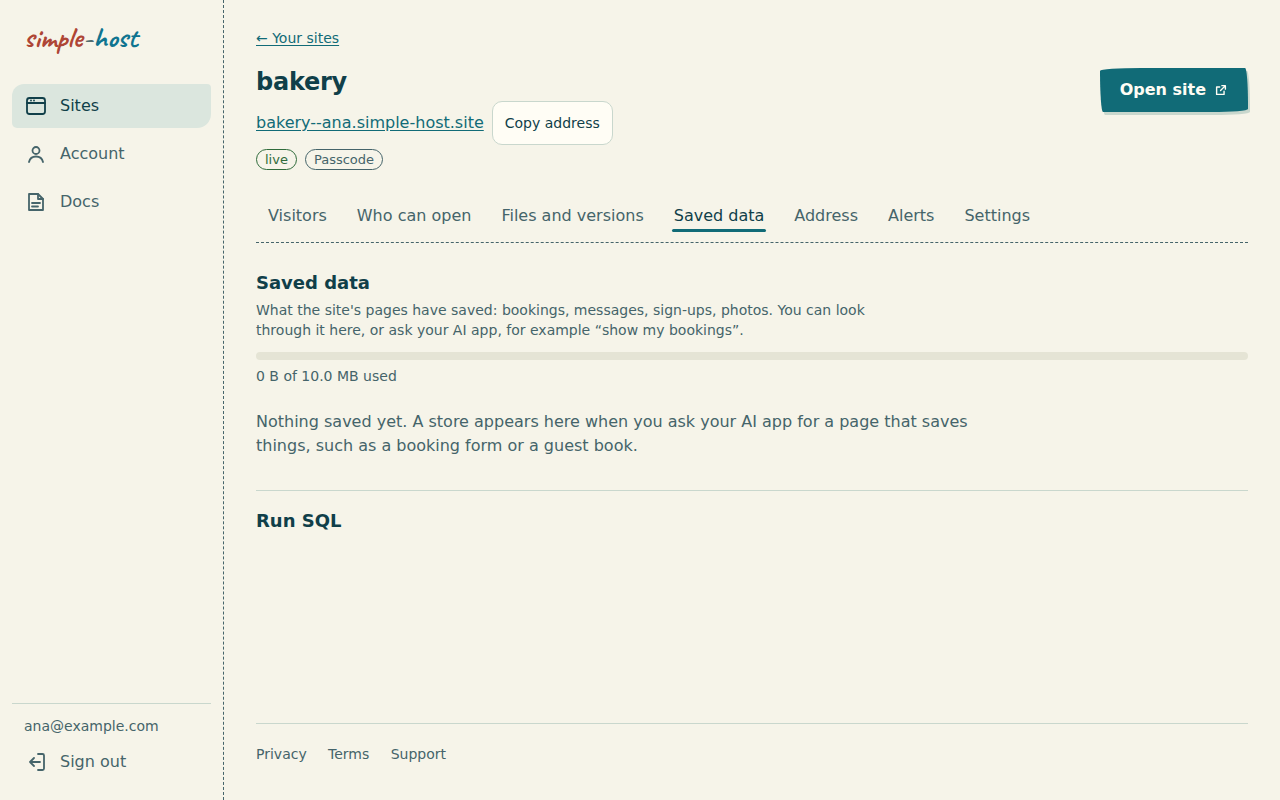 simple-host
Sites
Account
Docs
ana@example.com
Sign out
← Your sites
bakery
bakery--ana.simple-host.site
Copy address
live
Passcode
Open site
Visitors
Who can open
Files and versions
Saved data
Address
Alerts
Settings
Saved data
What the site's pages have saved: bookings, messages, sign-ups, photos. You can look
through it here, or ask your AI app, for example “show my bookings”.
0 B of 10.0 MB used
Nothing saved yet. A store appears here when you ask your AI app for a page that saves
things, such as a booking form or a guest book.
Run SQL
Privacy
Terms
Support